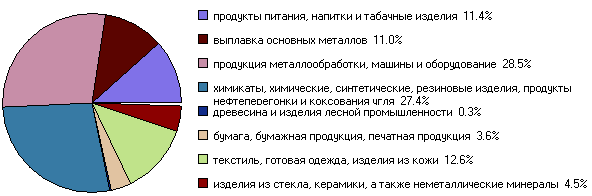 продукты питания, напитки и табачные изделия 11.4%
выплавка основных металлов 11.0%
продукция металлообработки, машины и оборудование 28.5%
химикаты, химические, синтетические, резиновые изделия, продукты
нефтеперегонки и коксования угля 27.4%
древесина и изделия лесной промышленности 0.3%
бумага, бумажная продукция, печатная продукция 3.6%
текстиль, готовая одежда, изделия из кожи 12.6%
изделия из стекла, керамики, а также неметаллические минералы 4.5%